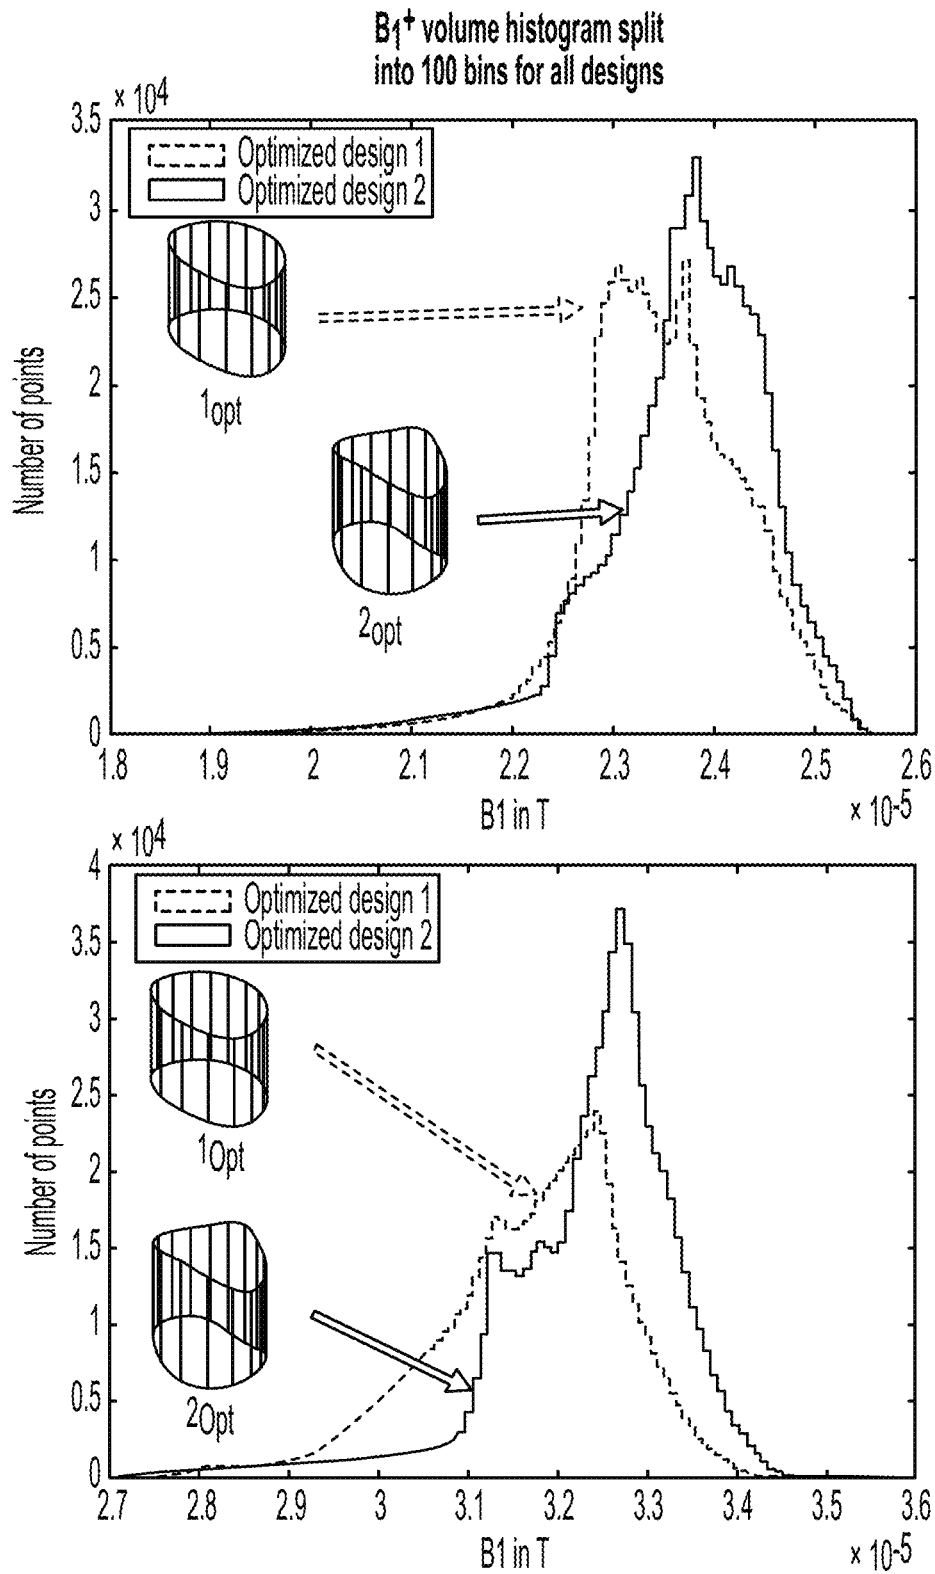 B1+ volume histogram split
into 100 bins for all designs
× 10⁴
3.5
3
2.5
2
1.5
1
0.5
0
Number of points
Optimized design 1
Optimized design 2
1opt
2opt
1.8 1.9 2 2.1 2.2 2.3 2.4 2.5 2.6
B1 in T
× 10⁻⁵
× 10⁴
4
3.5
3
2.5
2
1.5
1
0.5
0
Number of points
Optimized design 1
Optimized design 2
1Opt
2Opt
2.7 2.8 2.9 3 3.1 3.2 3.3 3.4 3.5 3.6
B1 in T
× 10⁻⁵